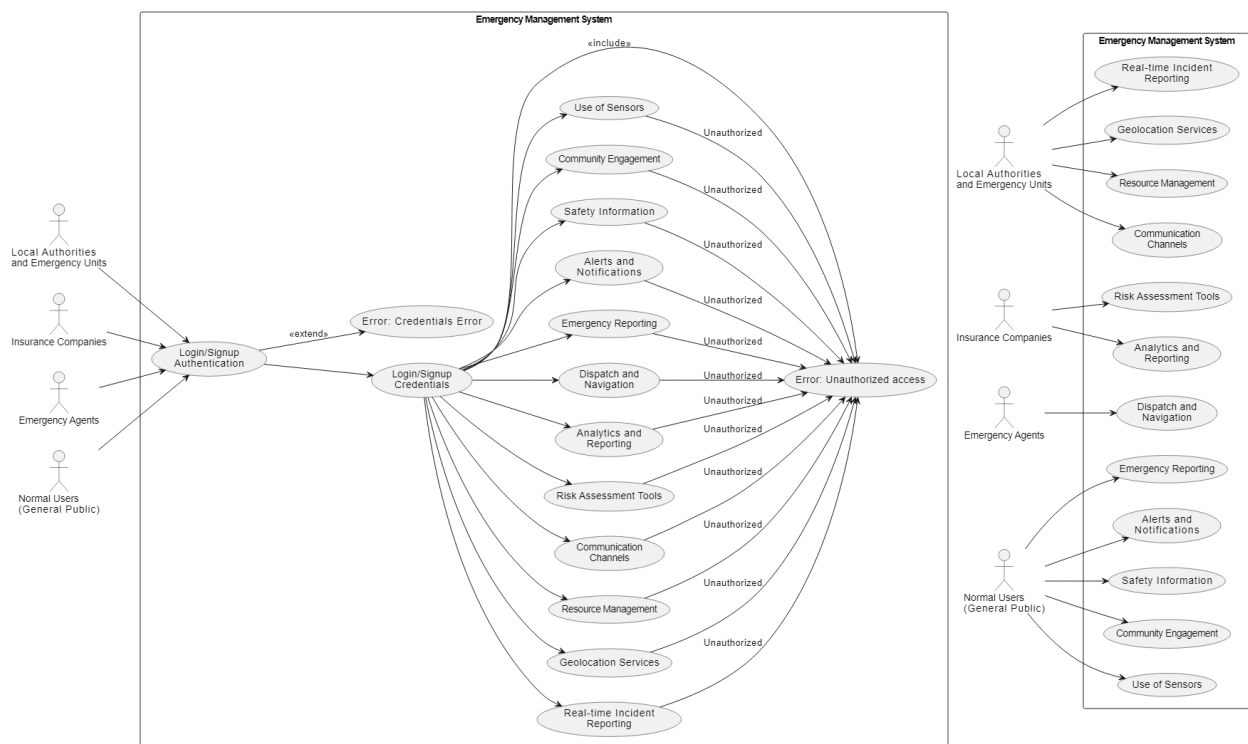 Emergency Management System
«include»
Use of Sensors
Unauthorized
Community Engagement
Unauthorized
Safety Information
Unauthorized
Local Authorities
and Emergency Units
Alerts and
Notifications
Unauthorized
Insurance Companies
«extend»
Error: Credentials Error
Emergency Reporting
Unauthorized
Login/Signup
Authentication
Login/Signup
Credentials
Dispatch and
Navigation
Unauthorized
Error: Unauthorized access
Emergency Agents
Analytics and
Reporting
Unauthorized
Normal Users
(General Public)
Risk Assessment Tools
Unauthorized
Communication
Channels
Unauthorized
Resource Management
Unauthorized
Geolocation Services
Unauthorized
Real-time Incident
Reporting
Unauthorized
Emergency Management System
Real-time Incident
Reporting
Geolocation Services
Local Authorities
and Emergency Units
Resource Management
Communication
Channels
Risk Assessment Tools
Insurance Companies
Analytics and
Reporting
Emergency Agents
Dispatch and
Navigation
Emergency Reporting
Alerts and
Notifications
Normal Users
(General Public)
Safety Information
Community Engagement
Use of Sensors